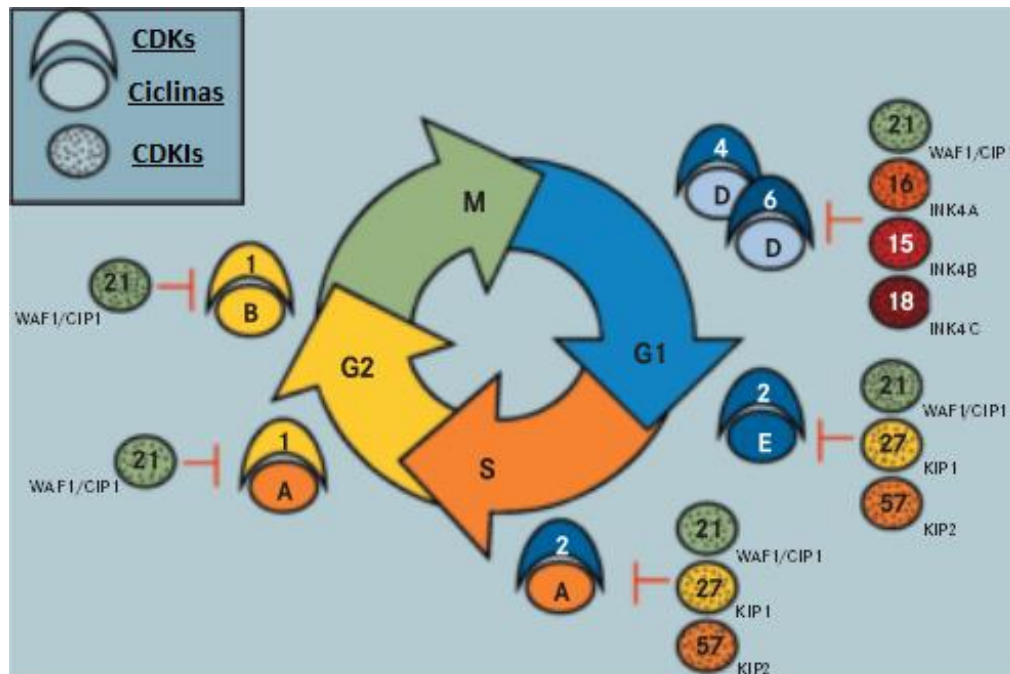 CDKs
Ciclinas
CDKIs
M
G1
S
G2
4
D
6
D
21
WAF1/CIP
16
INK4A
15
INK4B
18
INK4C
2
E
21
WAF1/CIP1
27
KIP1
57
KIP2
2
A
21
WAF1/CIP1
27
KIP1
57
KIP2
1
A
21
WAF1/CIP1
1
B
21
WAF1/CIP1